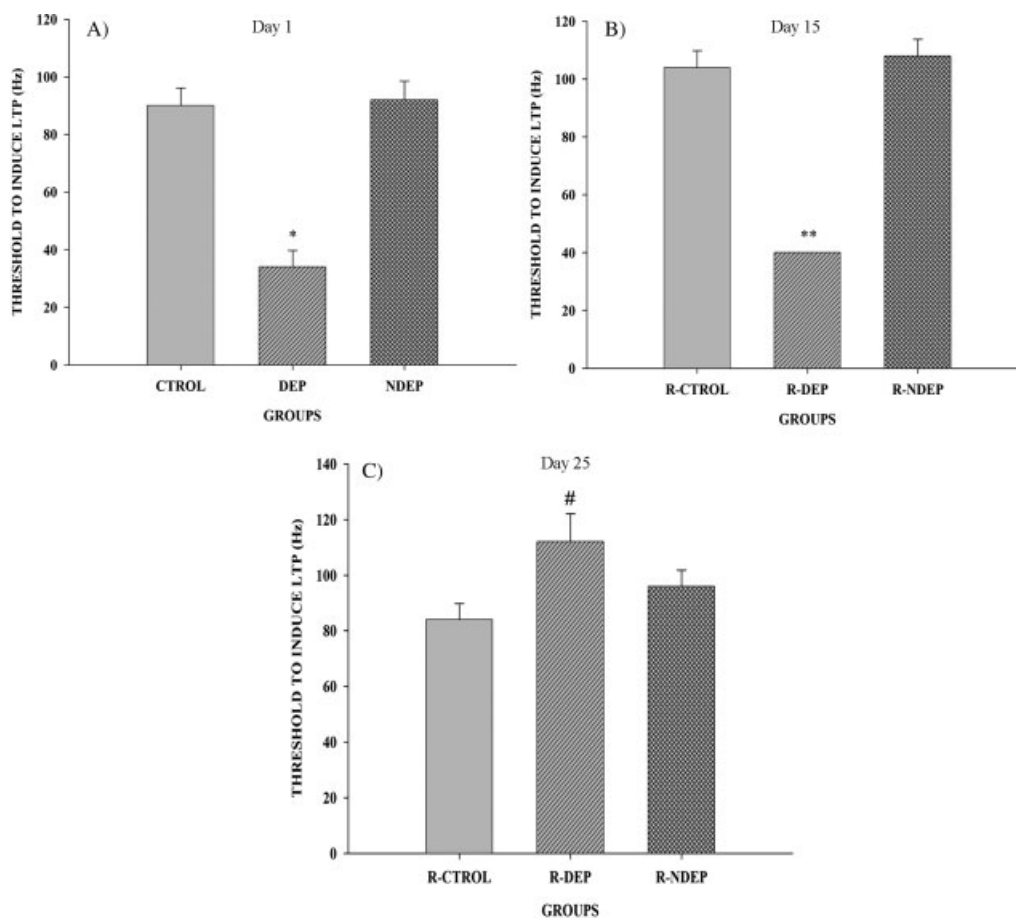 A)
Day 1
THRESHOLD TO INDUCE LTP (Hz)
120
100
80
60
40
20
0
*
CTROL DEP NDEP
GROUPS
B)
Day 15
THRESHOLD TO INDUCE LTP (Hz)
120
100
80
60
40
20
0
**
R-CTROL R-DEP R-NDEP
GROUPS
C)
Day 25
THRESHOLD TO INDUCE LTP (Hz)
140
120
100
80
60
40
20
0
#
R-CTROL R-DEP R-NDEP
GROUPS